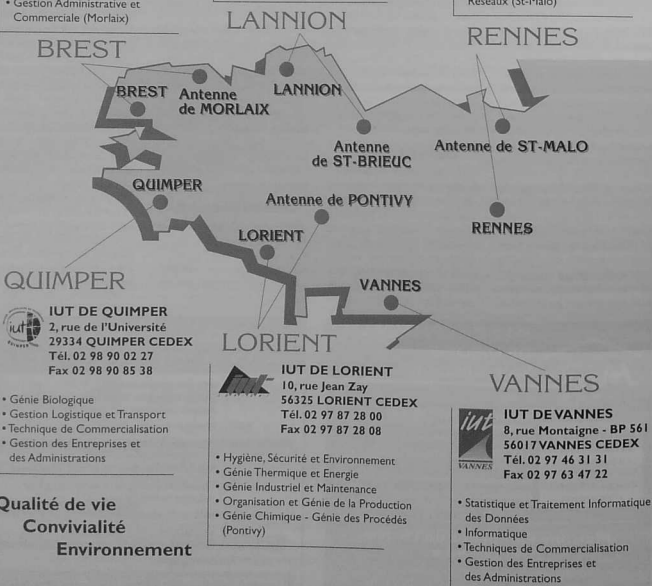 • Gestion Administrative et
Commerciale (Morlaix)
Réseaux (St-Malo)
BREST
LANNION
RENNES
BREST
Antenne
de MORLAIX
LANNION
Antenne
de ST-BRIEUC
Antenne de ST-MALO
QUIMPER
Antenne de PONTIVY
RENNES
LORIENT
VANNES
QUIMPER
iut
QUIMPER
IUT DE QUIMPER
2, rue de l'Université
29334 QUIMPER CEDEX
Tél. 02 98 90 02 27
Fax 02 98 90 85 38
• Génie Biologique
• Gestion Logistique et Transport
• Technique de Commercialisation
• Gestion des Entreprises et
des Administrations
Qualité de vie
Convivialité
Environnement
LORIENT
iut
IUT DE LORIENT
10, rue Jean Zay
56325 LORIENT CEDEX
Tél. 02 97 87 28 00
Fax 02 97 87 28 08
• Hygiène, Sécurité et Environnement
• Génie Thermique et Energie
• Génie Industriel et Maintenance
• Organisation et Génie de la Production
• Génie Chimique - Génie des Procédés
(Pontivy)
VANNES
iut
VANNES
IUT DE VANNES
8, rue Montaigne - BP 561
56017 VANNES CEDEX
Tél. 02 97 46 31 31
Fax 02 97 63 47 22
• Statistique et Traitement Informatique
des Données
• Informatique
• Techniques de Commercialisation
• Gestion des Entreprises et
des Administrations